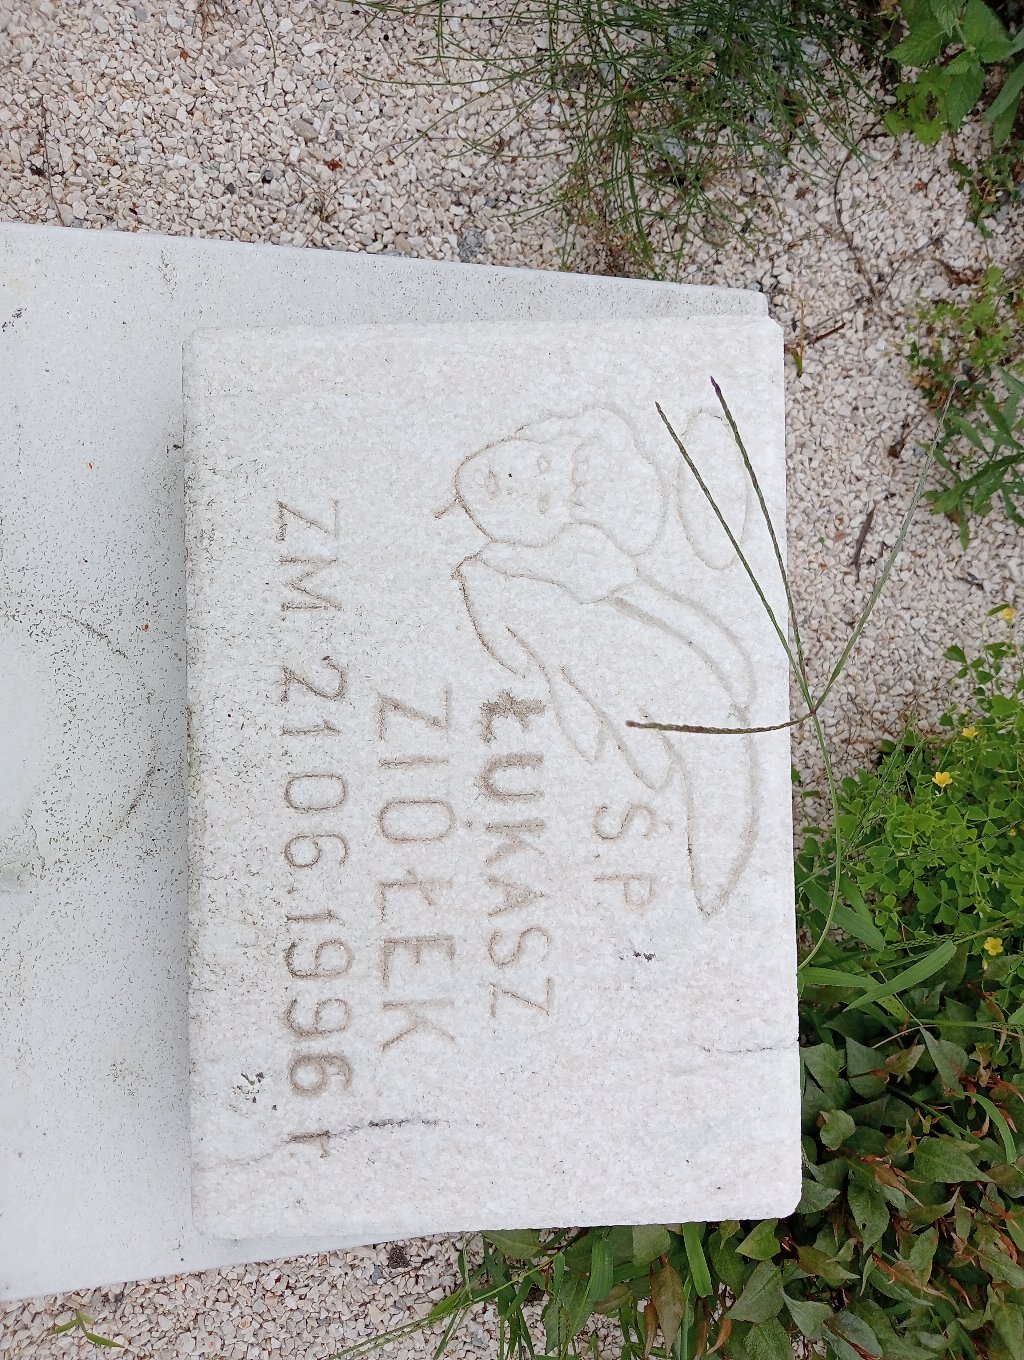 ŚP
ŁUKASZ
ZIÓŁEK
ZM 21.06.1996 r